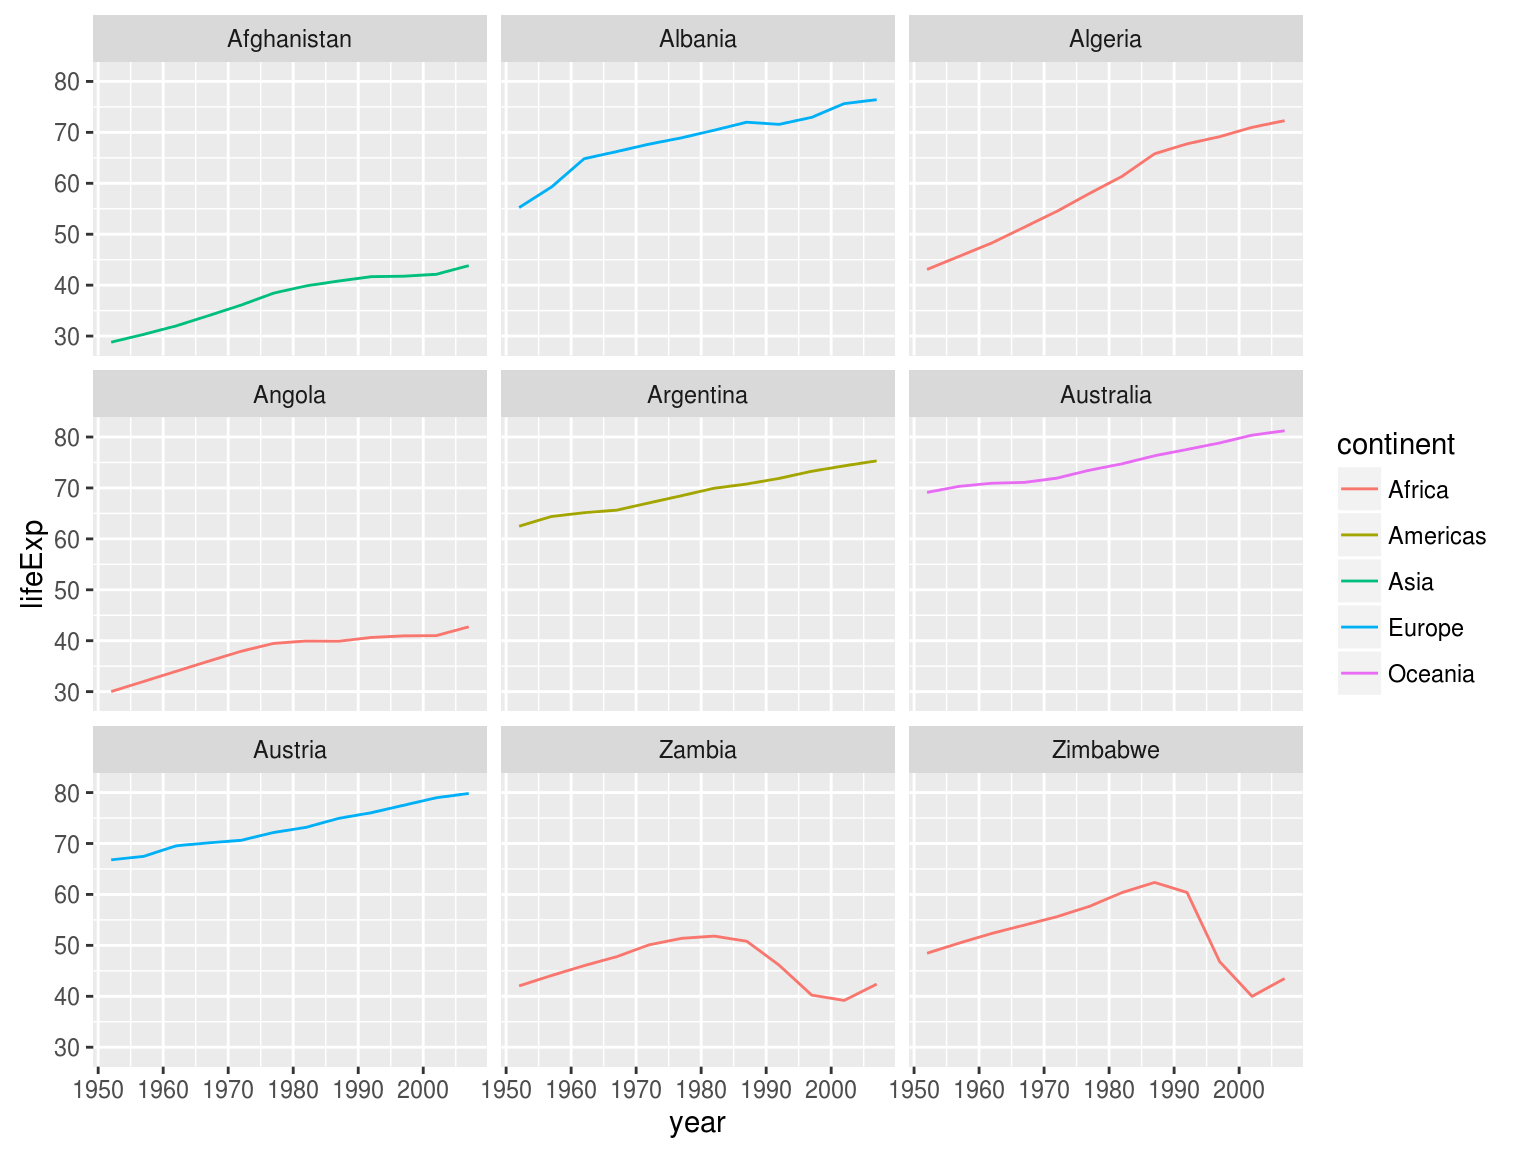 Afghanistan Albania Algeria
80
70
60
50
40
30
Angola Argentina Australia
80
70
60
50
40
30
Austria Zambia Zimbabwe
80
70
60
50
40
30
1950 1960 1970 1980 1990 2000 1950 1960 1970 1980 1990 2000 1950 1960 1970 1980 1990 2000
year
lifeExp
continent
Africa
Americas
Asia
Europe
Oceania